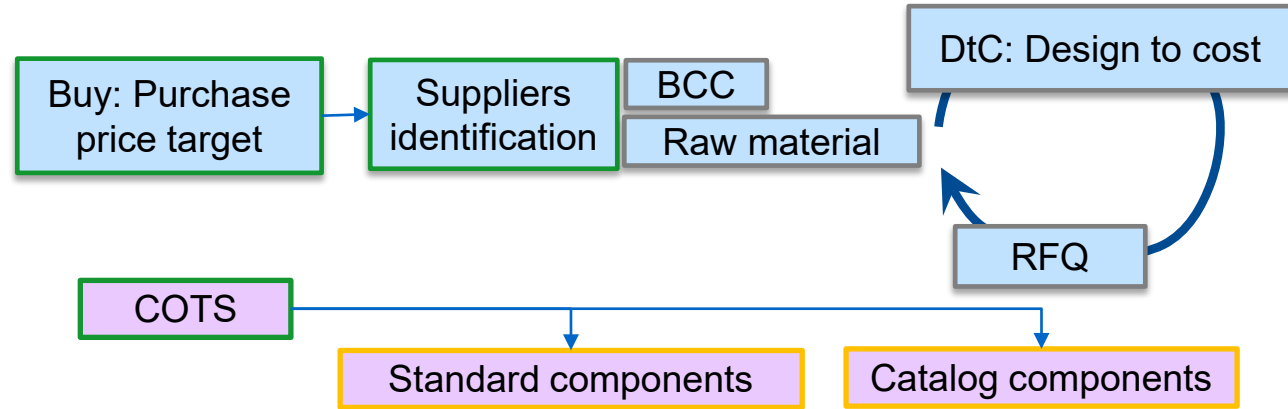 Buy: Purchase
price target
Suppliers
identification
BCC
Raw material
DtC: Design to cost
RFQ
COTS
Standard components
Catalog components